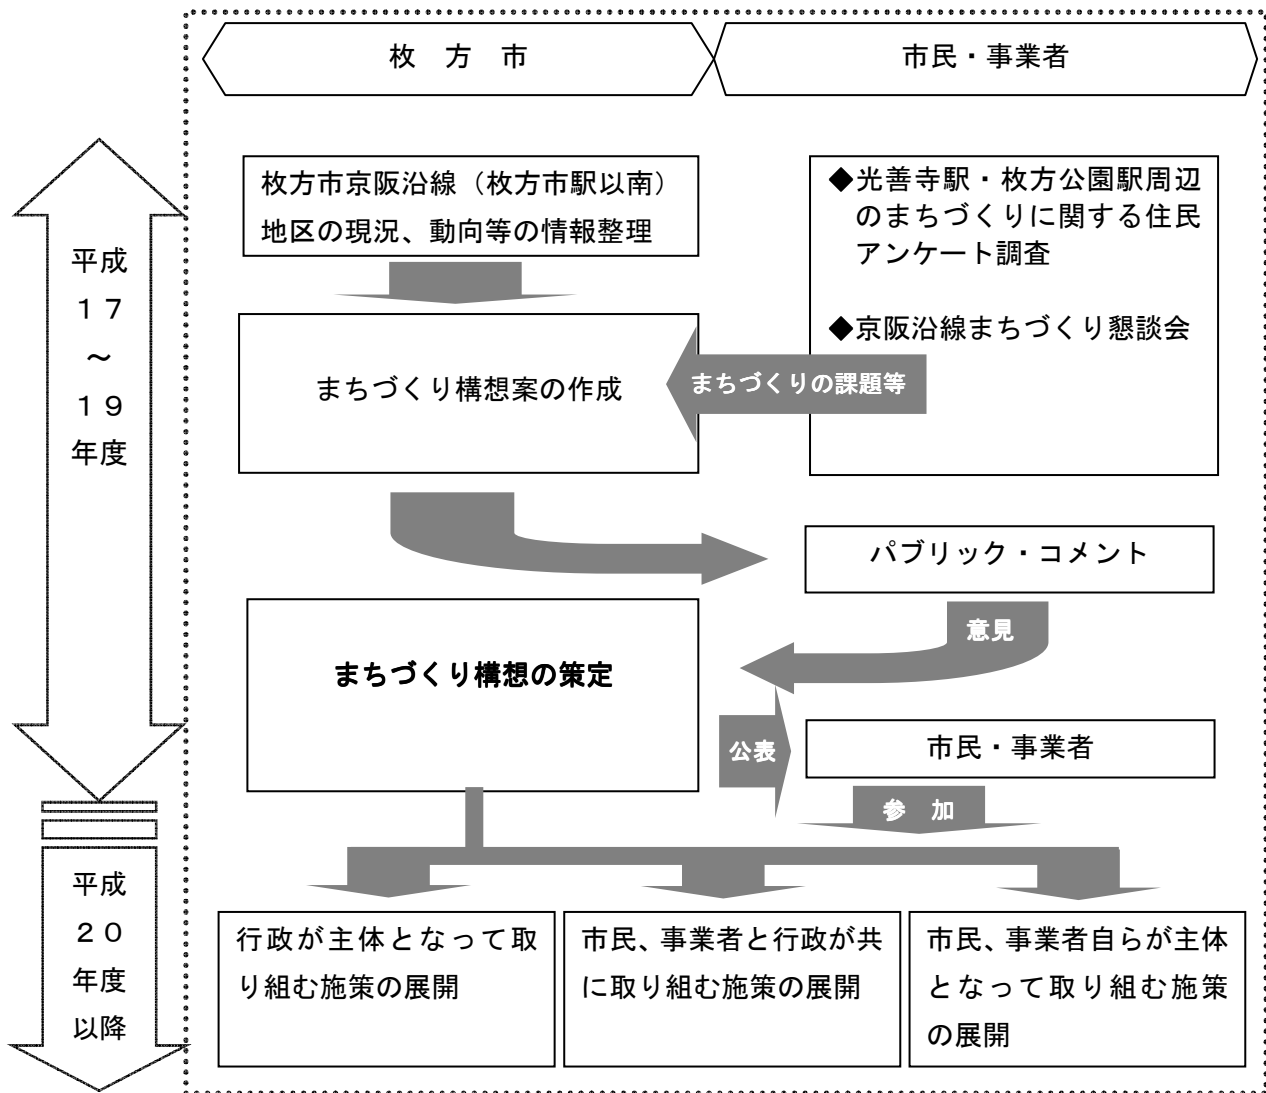 枚 方 市
市民・事業者
平成
１７
～
１９
年度
枚方市京阪沿線（枚方市駅以南）
地区の現況、動向等の情報整理
◆光善寺駅・枚方公園駅周辺
のまちづくりに関する住民
アンケート調査
◆京阪沿線まちづくり懇談会
まちづくり構想案の作成
まちづくりの課題等
パブリック・コメント
意見
まちづくり構想の策定
公表
市民・事業者
参 加
平成
２０
年度
以降
行政が主体となって取
り組む施策の展開
市民、事業者と行政が共
に取り組む施策の展開
市民、事業者自らが主体
となって取り組む施策
の展開